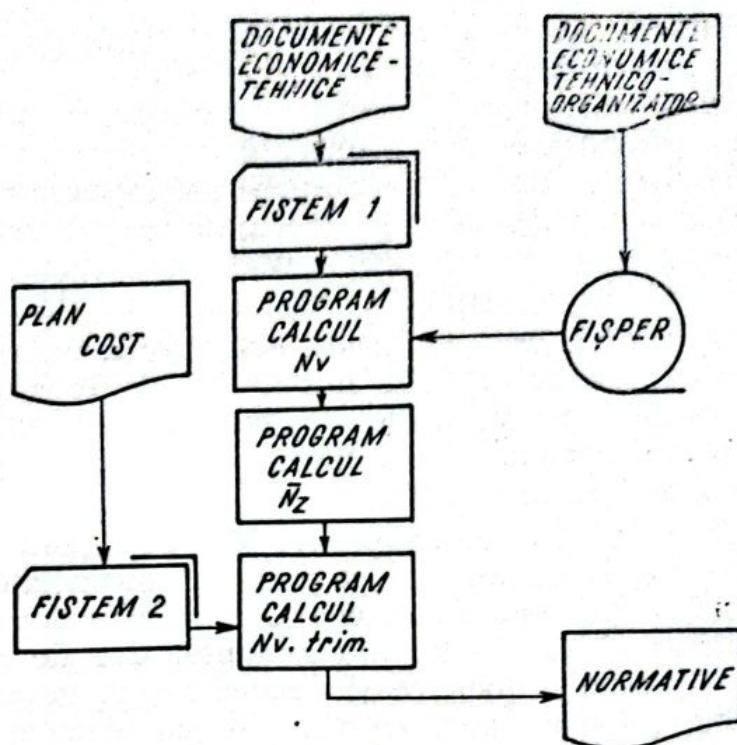 DOCUMENTE
ECONOMICE-
TEHNICE
DOCUMENTE
ECONOMICE
TEHNICO-
ORGANIZATOR
FISTEM 1
PROGRAM
CALCUL
Nv
FIȘPER
PLAN
COST
PROGRAM
CALCUL
N̄z
FISTEM 2
PROGRAM
CALCUL
Nv. trim.
NORMATIVE